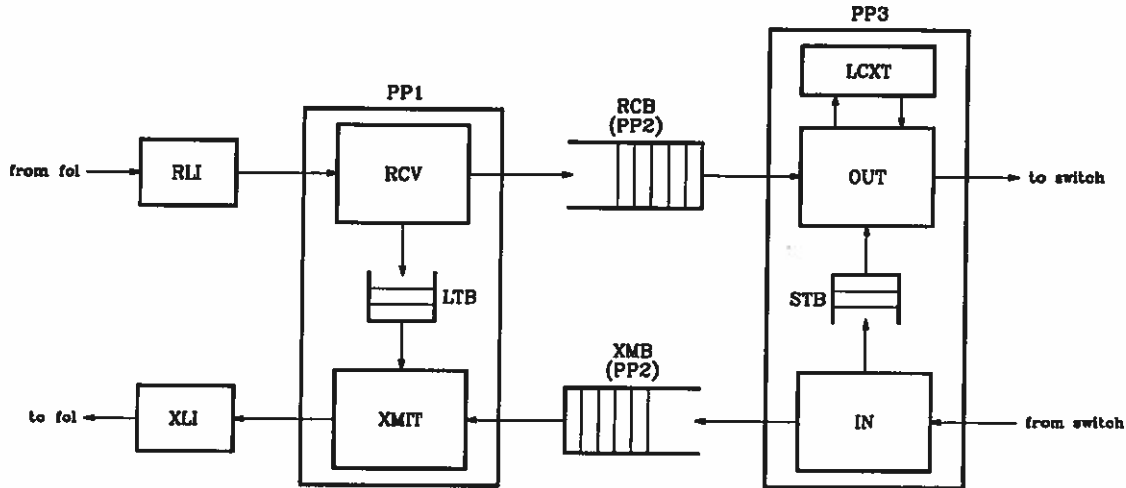 PP3
LCXT
PP1
RCB
(PP2)
from fol
RLI
RCV
OUT
to switch
LTB
STB
XMB
(PP2)
to fol
XLI
XMIT
IN
from switch